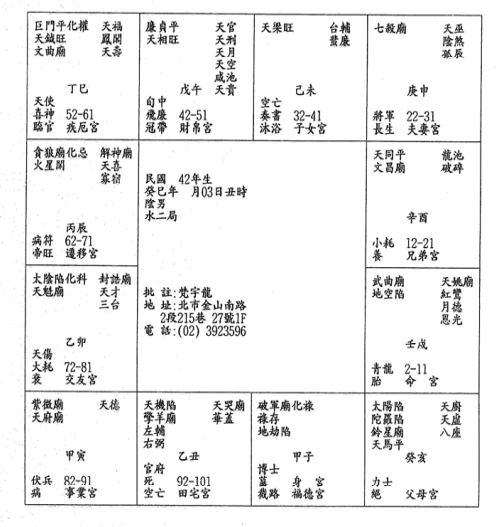 巨門平化權 天福
天鉞旺 鳳閣
文曲廟 天壽
丁巳
天使
喜神 52-61
臨官 疾厄宮
廉貞平 天官
天相旺 天刑
天月
天空
咸池
天貴
戊午
旬中
飛廉 42-51
冠帶 財帛宮
天梁旺 台輔
蜚廉
己未
空亡
奏書 32-41
沐浴 子女宮
七殺廟 天巫
陰煞
孤辰
庚申
將軍 22-31
長生 夫妻宮
貪狼廟化忌 解神廟
火星閑 天喜
寡宿
丙辰
病符 62-71
帝旺 遷移宮
民國 42年生
癸巳年 月03日丑時
陰男
水二局
批 註:梵宇龍
地 址:北市金山南路
2段215巷 27號1F
電 話:(02) 3923596
天同平 龍池
文昌廟 破碎
辛酉
小耗 12-21
養 兄弟宮
太陰陷化科 封誥廟
天魁廟 天才
三台
乙卯
天傷
大耗 72-81
衰 交友宮
武曲廟 天姚廟
地空陷 紅鸞
月德
恩光
壬戌
青龍 2-11
胎 命 宮
紫微廟 天德
天府廟
甲寅
伏兵 82-91
病 事業宮
天機陷 天哭廟
擎羊廟 華蓋
左輔
右弼
乙丑
官府
死 92-101
空亡 田宅宮
破軍廟化祿
祿存
地劫陷
甲子
博士
墓 身 宮
截路 福德宮
太陽陷 天廚
陀羅陷 天虛
鈴星廟 八座
天馬平
癸亥
力士
絕 父母宮